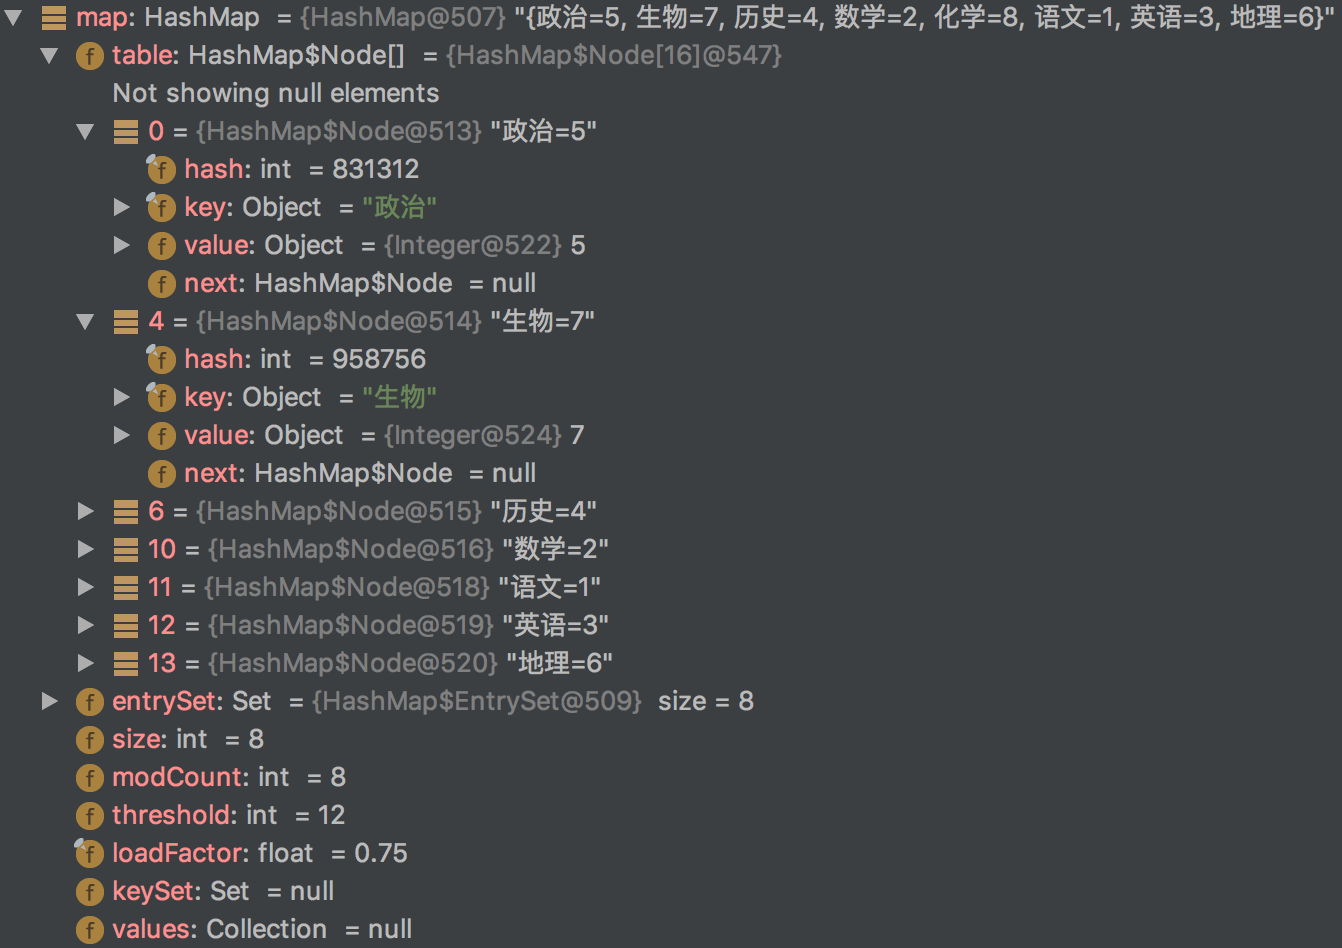 map: HashMap = {HashMap@507} "{政治=5, 生物=7, 历史=4, 数学=2, 化学=8, 语文=1, 英语=3, 地理=6}"
f table: HashMap$Node[] = {HashMap$Node[16]@547}
Not showing null elements
0 = {HashMap$Node@513} "政治=5"
f hash: int = 831312
f key: Object = "政治"
f value: Object = {Integer@522} 5
f next: HashMap$Node = null
4 = {HashMap$Node@514} "生物=7"
f hash: int = 958756
f key: Object = "生物"
f value: Object = {Integer@524} 7
f next: HashMap$Node = null
6 = {HashMap$Node@515} "历史=4"
10 = {HashMap$Node@516} "数学=2"
11 = {HashMap$Node@518} "语文=1"
12 = {HashMap$Node@519} "英语=3"
13 = {HashMap$Node@520} "地理=6"
f entrySet: Set = {HashMap$EntrySet@509} size = 8
f size: int = 8
f modCount: int = 8
f threshold: int = 12
f loadFactor: float = 0.75
f keySet: Set = null
f values: Collection = null